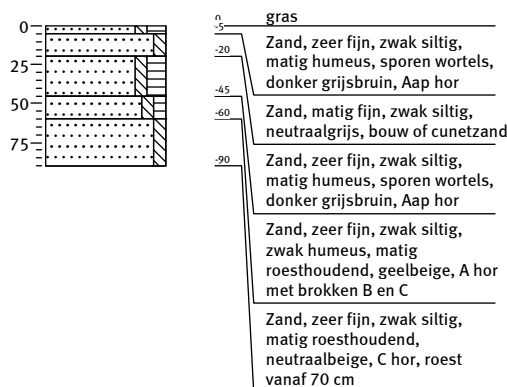 0
25
50
75
0
-5
-20
-45
-60
-90
gras
Zand, zeer fijn, zwak siltig,
matig humeus, sporen wortels,
donker grijsbruin, Aap hor
Zand, matig fijn, zwak siltig,
neutraalgrijs, bouw of cunetzand
Zand, zeer fijn, zwak siltig,
matig humeus, sporen wortels,
donker grijsbruin, Aap hor
Zand, zeer fijn, zwak siltig,
zwak humeus, matig
roesthoudend, geelbeige, A hor
met brokken B en C
Zand, zeer fijn, zwak siltig,
matig roesthoudend,
neutraalbeige, C hor, roest
vanaf 70 cm